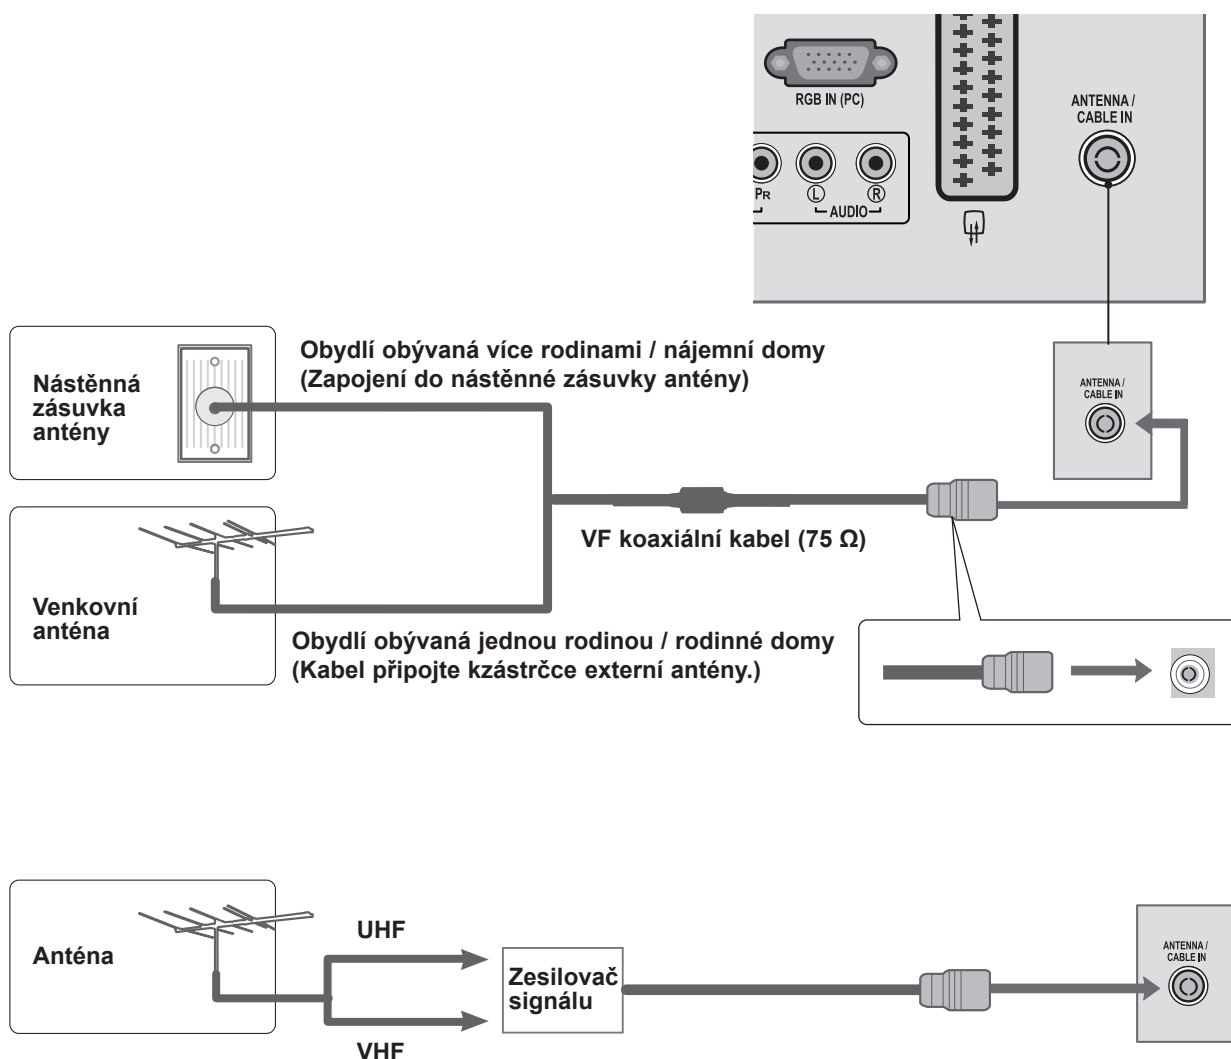 RGB IN (PC)
ANTENNA /
CABLE IN
PR
L
R
AUDIO
Nástěnná
zásuvka
antény
Obydlí obývaná více rodinami / nájemní domy
(Zapojení do nástěnné zásuvky antény)
ANTENNA /
CABLE IN
VF koaxiální kabel (75 Ω)
Venkovní
anténa
Obydlí obývaná jednou rodinou / rodinné domy
(Kabel připojte kzástrčce externí antény.)
Anténa
UHF
VHF
Zesilovač
signálu
ANTENNA /
CABLE IN